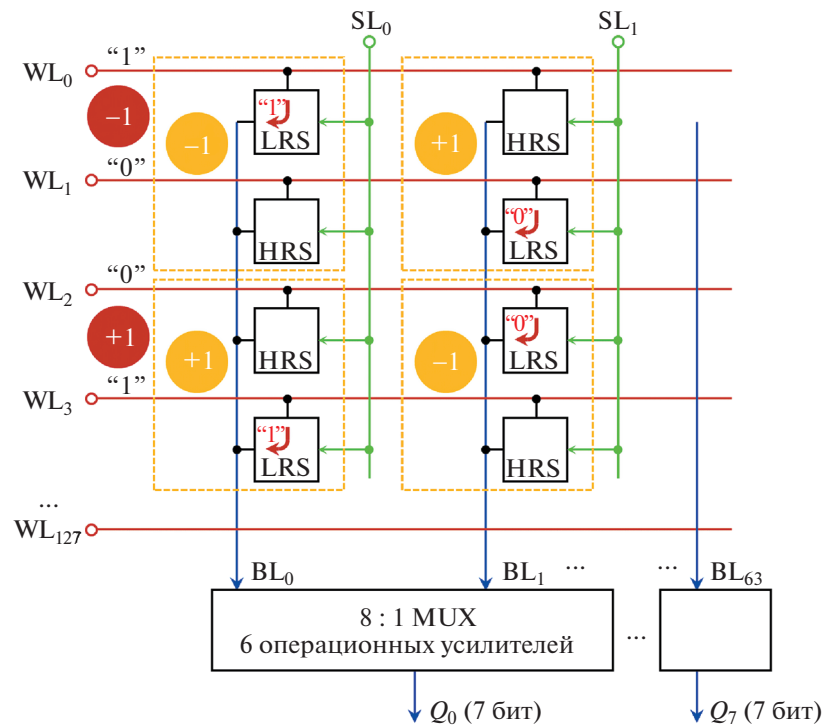 SL₀ SL₁
WL₀ “1”
–1 –1 “1” LRS +1 HRS
WL₁ “0”
HRS “0” LRS
WL₂ “0”
+1 +1 HRS –1 “0” LRS
WL₃ “1”
“1” LRS HRS
...
WL₁₂₇
BL₀ BL₁ ... ... BL₆₃
8 : 1 MUX
6 операционных усилителей ...
Q₀ (7 бит) Q₇ (7 бит)